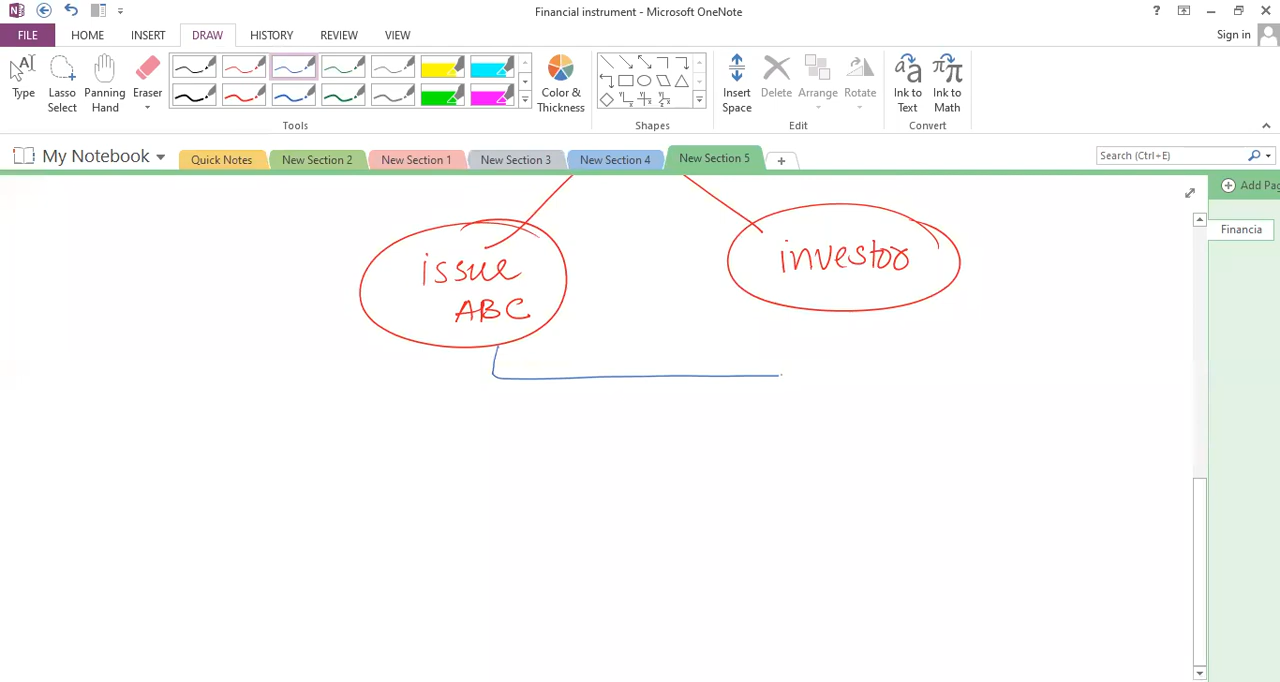 Financial instrument - Microsoft OneNote
?
FILE HOME INSERT DRAW HISTORY REVIEW VIEW
Sign in
Type
Lasso Select
Panning Hand
Eraser
Color & Thickness
Insert Space
Delete
Arrange
Rotate
Ink to Text
Ink to Math
Tools
Shapes
Edit
Convert
My Notebook
Quick Notes
New Section 2
New Section 1
New Section 3
New Section 4
New Section 5
Search (Ctrl+E)
Add Pag
Financia
issue
ABC
investor